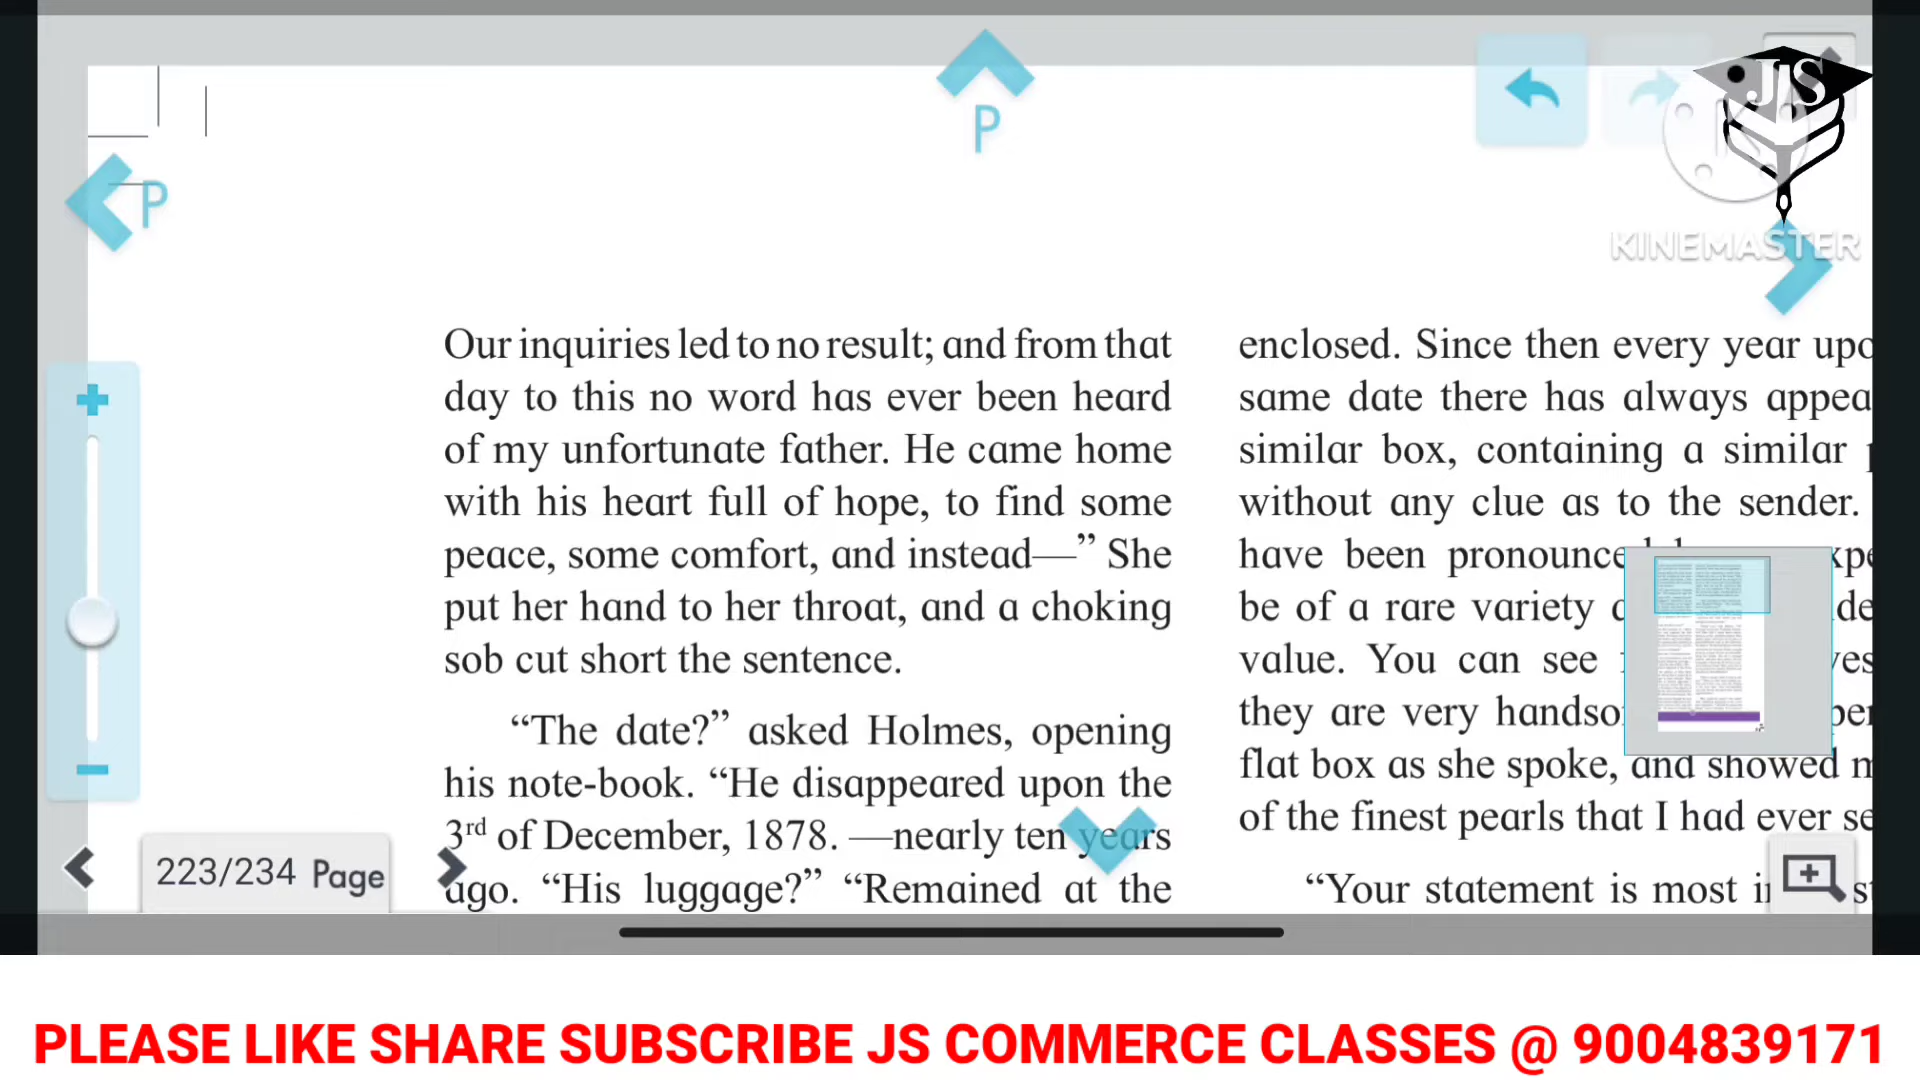 P
JS
P
KINEMASTER
Our inquiries led to no result; and from that
day to this no word has ever been heard
of my unfortunate father. He came home
with his heart full of hope, to find some
peace, some comfort, and instead—” She
put her hand to her throat, and a choking
sob cut short the sentence.
“The date?” asked Holmes, opening
his note-book. “He disappeared upon the
3rd of December, 1878. —nearly ten years
ago. “His luggage?” “Remained at the
enclosed. Since then every year
same date there has always
similar box, containing a similar
without any clue as to the sender.
have been
be of a rare variety
value. You can see
they are very
flat box as she spoke, and showed
of the finest pearls that I had ever
“Your statement is most
223/234 Page
PLEASE LIKE SHARE SUBSCRIBE JS COMMERCE CLASSES @ 9004839171